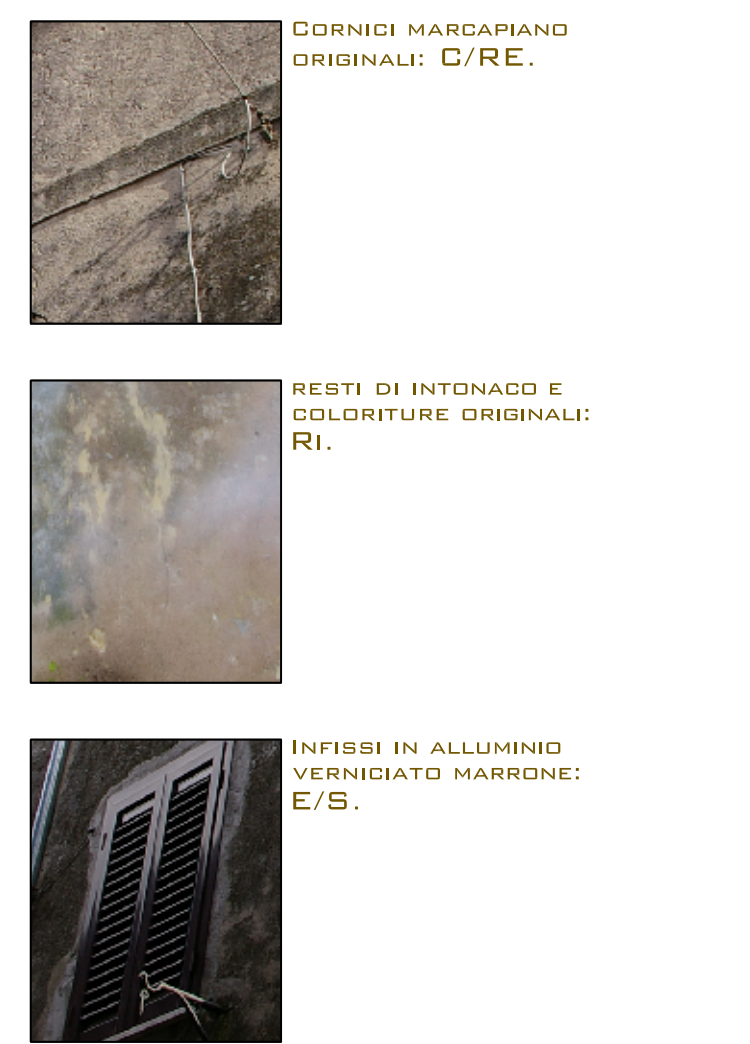 Cornici marcapiano
originali: C/RE.
resti di intonaco e
coloriture originali:
Ri.
Infissi in alluminio
verniciato marrone:
E/S.